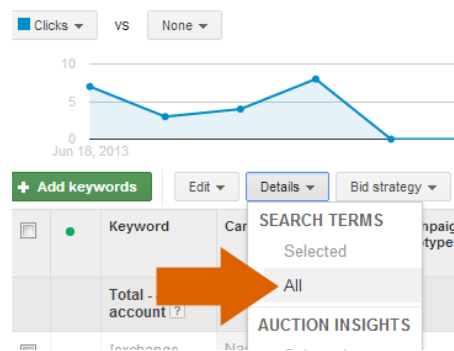 Clicks vs None
10
5
0
Jun 18, 2013
+ Add keywords Edit Details Bid strategy
Keyword
SEARCH TERMS
Selected
All
Total -
account ?
AUCTION INSIGHTS